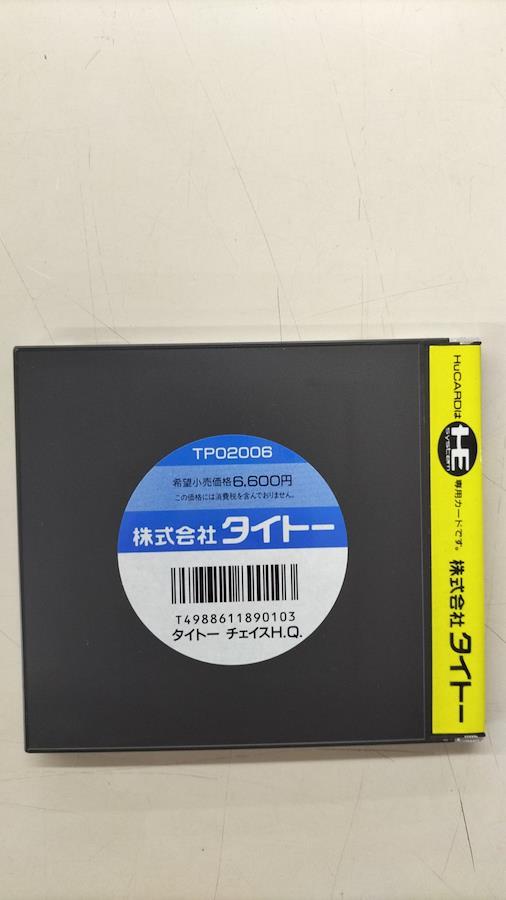 TP02006
希望小売価格6,600円
この価格には消費税を含んでおりません。
株式会社 タイトー
T4988611890103
タイトー チェイスH.Q.
HuCARDは HE SYSTEM 専用カードです。 株式会社 タイトー